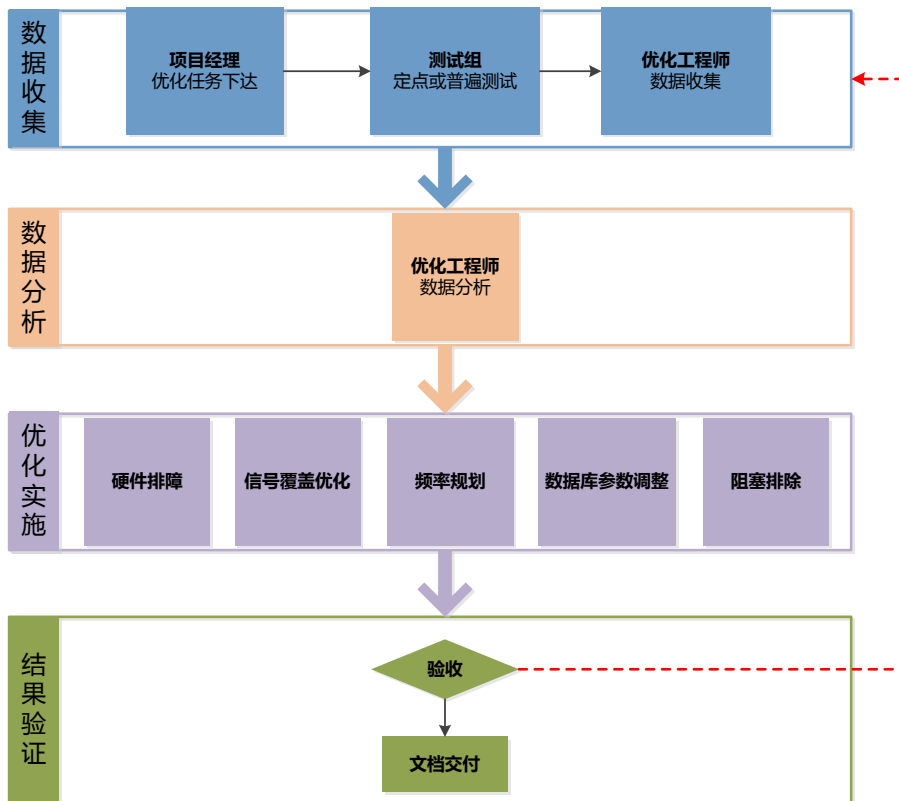 数据收集
项目经理
优化任务下达
测试组
定点或普遍测试
优化工程师
数据收集
数据分析
优化工程师
数据分析
优化实施
硬件排障
信号覆盖优化
频率规划
数据库参数调整
阻塞排除
结果验证
验收
文档交付